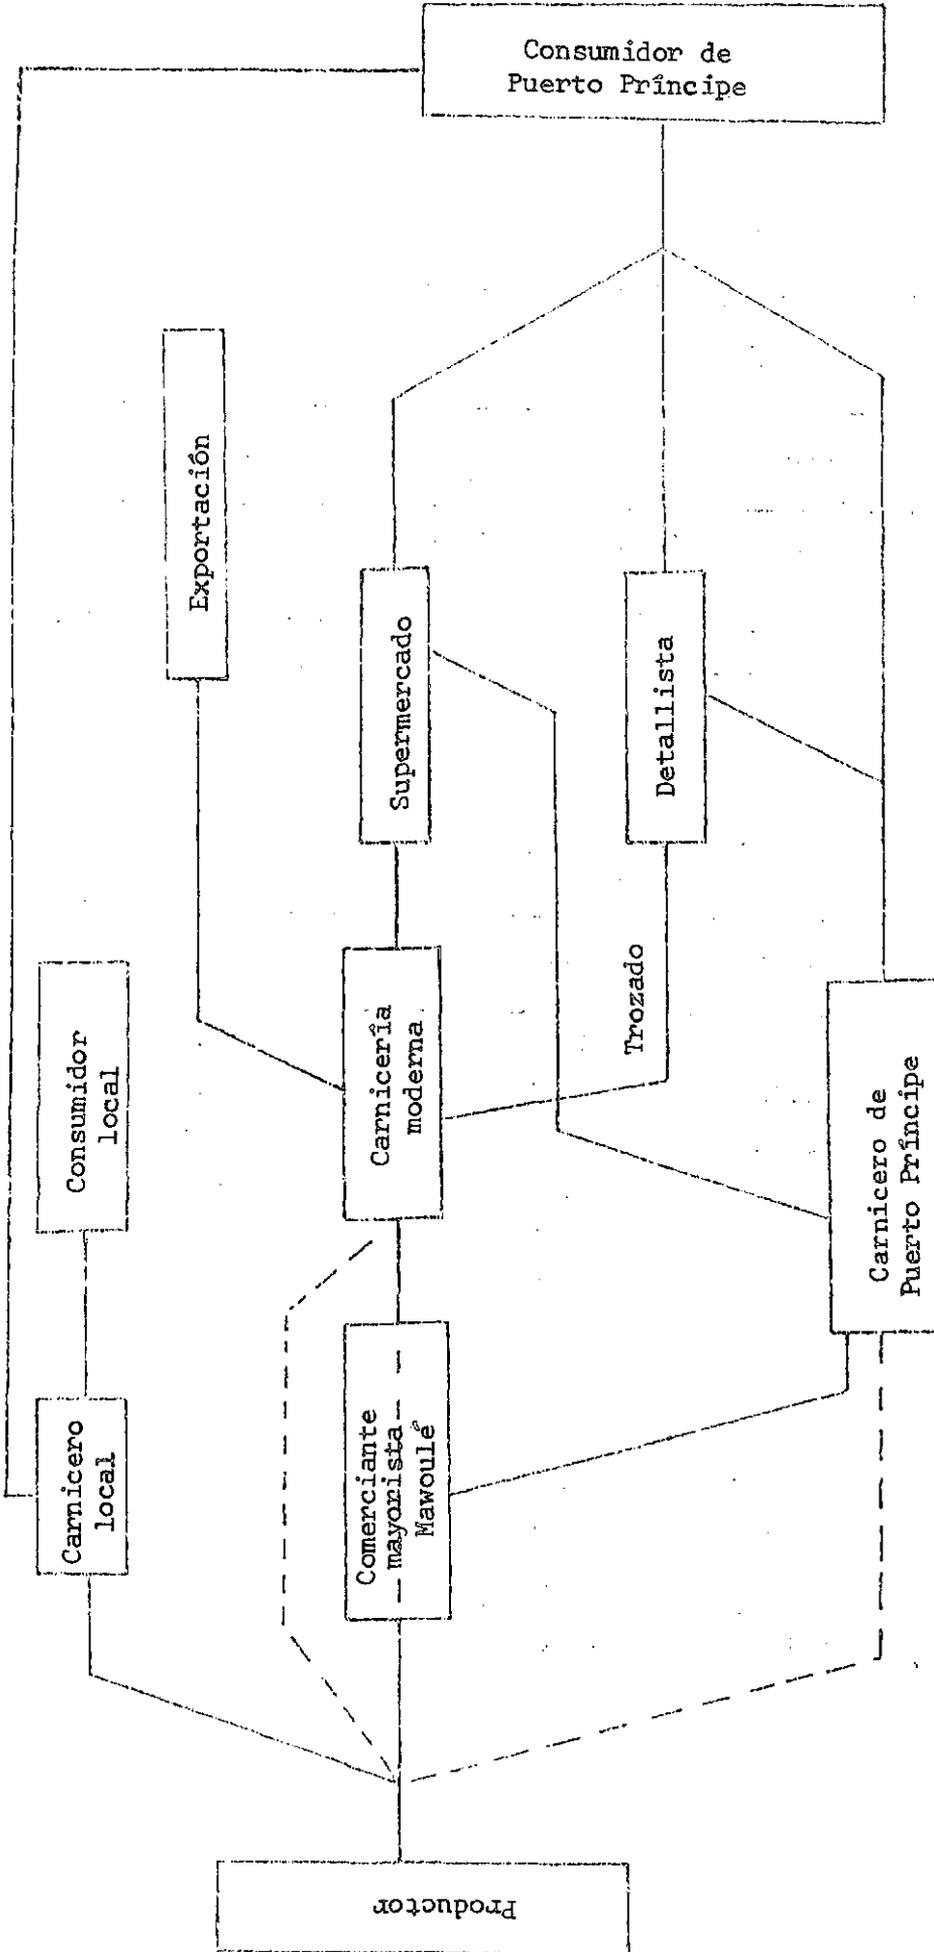 Consumidor de
Puerto Príncipe
Exportación
Supermercado
Detallista
Consumidor
local
Carnicería
moderna
Trozado
Carnicero de
Puerto Príncipe
Carnicero
local
Comerciante
mayorista
Mawoulé
Productor